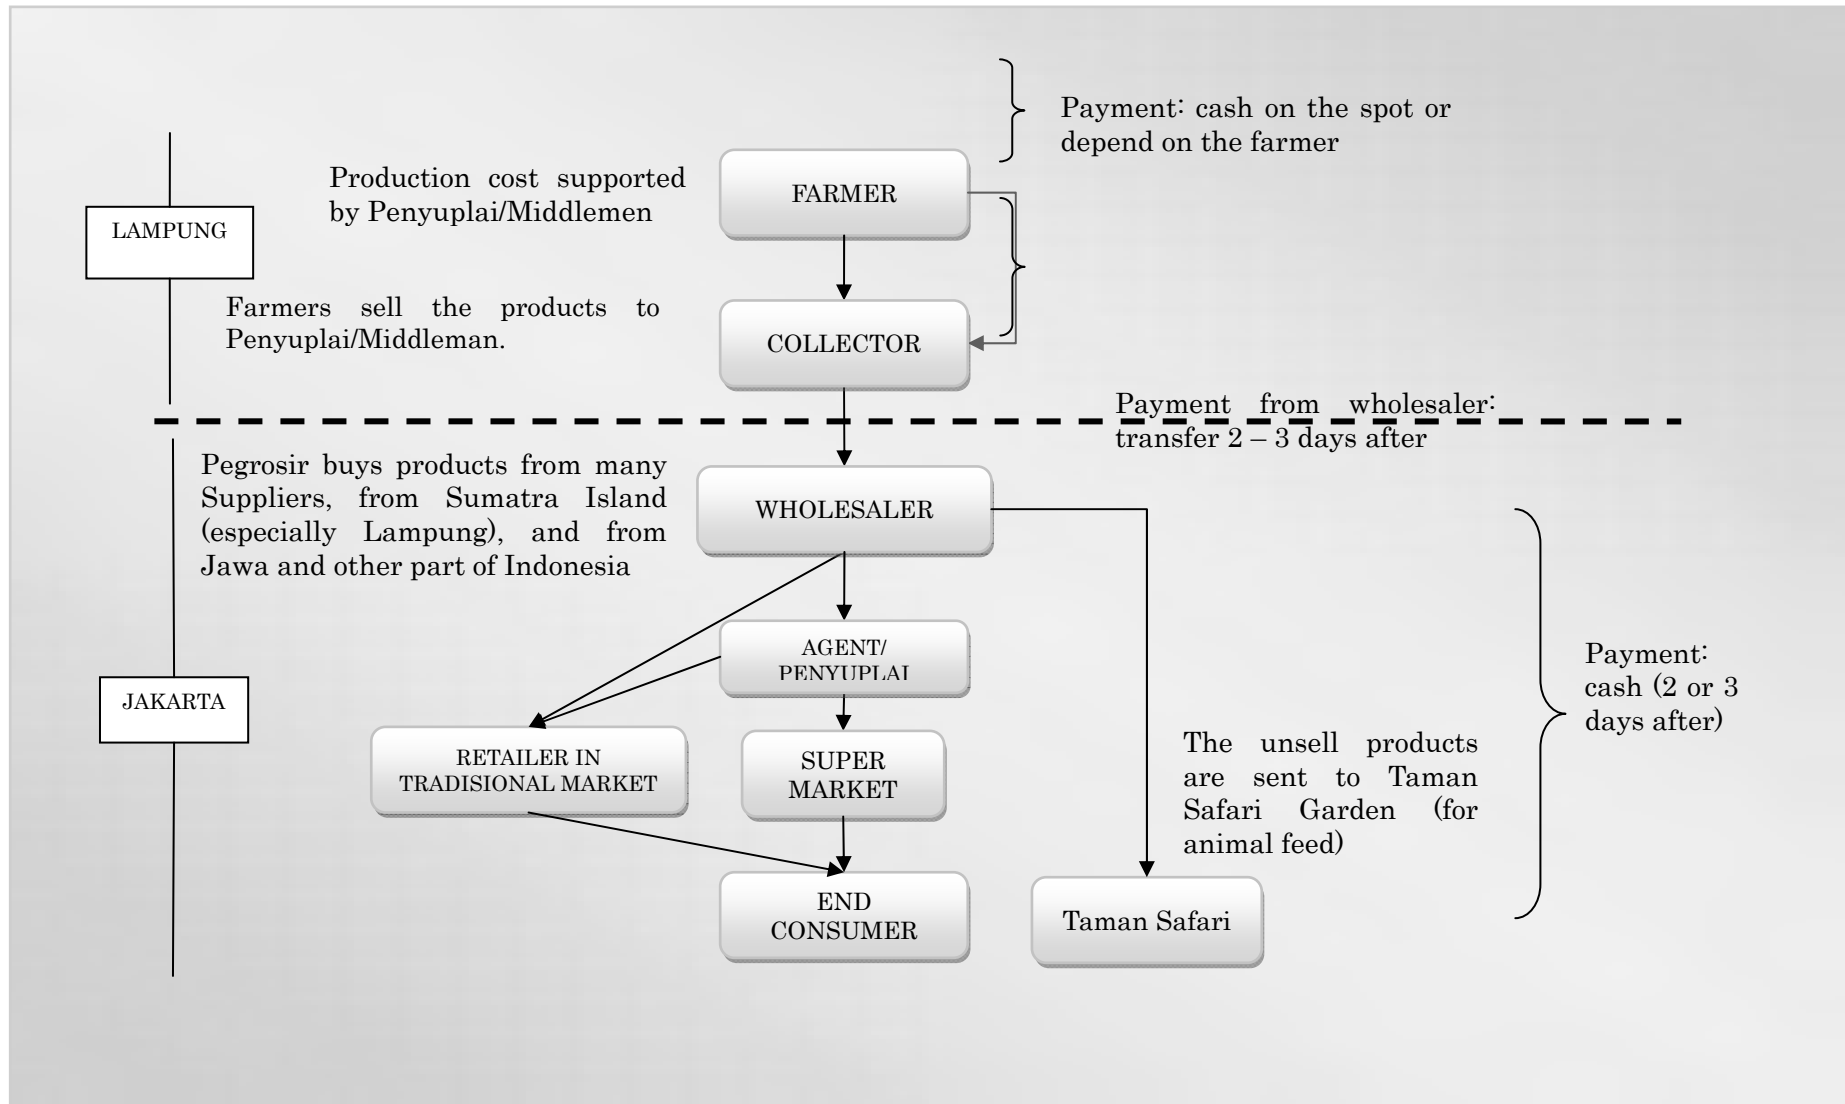 Payment: cash on the spot or
depend on the farmer
Production cost supported
by Penyuplai/Middlemen
FARMER
LAMPUNG
Farmers sell the products to
Penyuplai/Middleman.
COLLECTOR
Payment from wholesaler:
transfer 2 – 3 days after
Pegrosir buys products from many
Suppliers, from Sumatra Island
(especially Lampung), and from
Jawa and other part of Indonesia
WHOLESALER
AGENT/
PENYUPLAI
JAKARTA
RETAILER IN
TRADISIONAL MARKET
SUPER
MARKET
The unsell products
are sent to Taman
Safari Garden (for
animal feed)
Payment:
cash (2 or 3
days after)
END
CONSUMER
Taman Safari